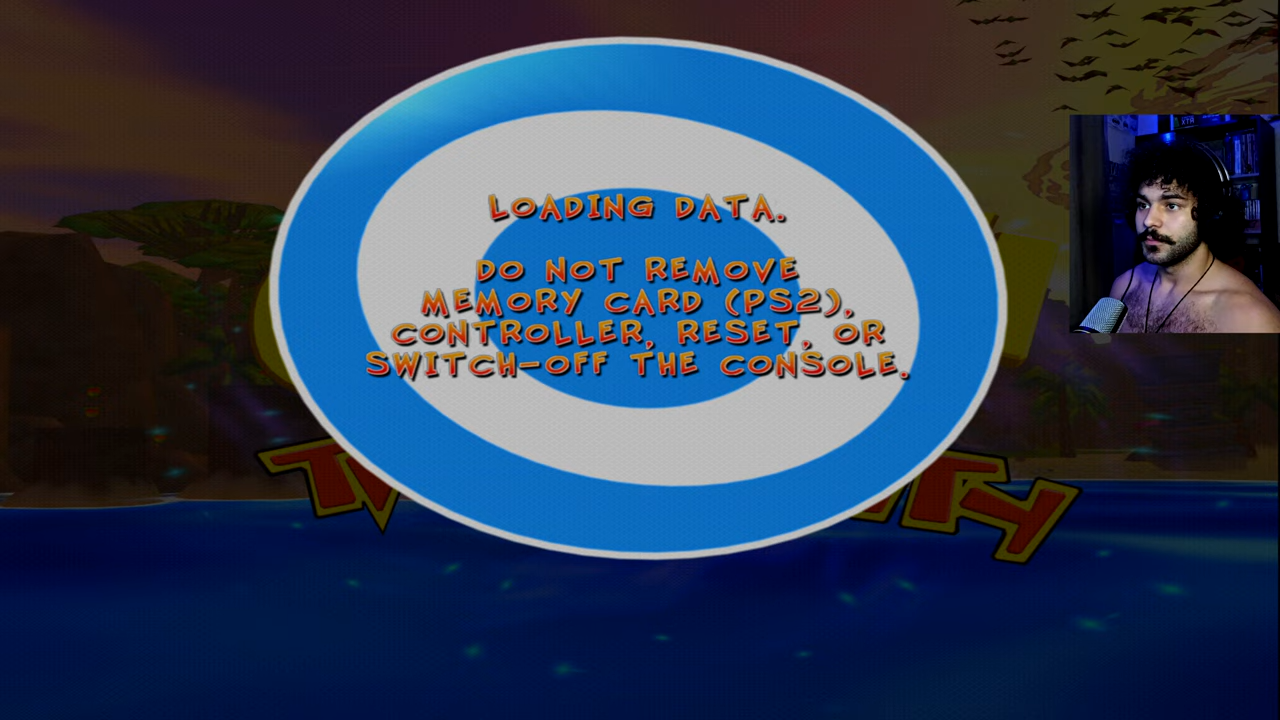 LOADING DATA.
DO NOT REMOVE
MEMORY CARD (PS2),
CONTROLLER, RESET, OR
SWITCH-OFF THE CONSOLE.